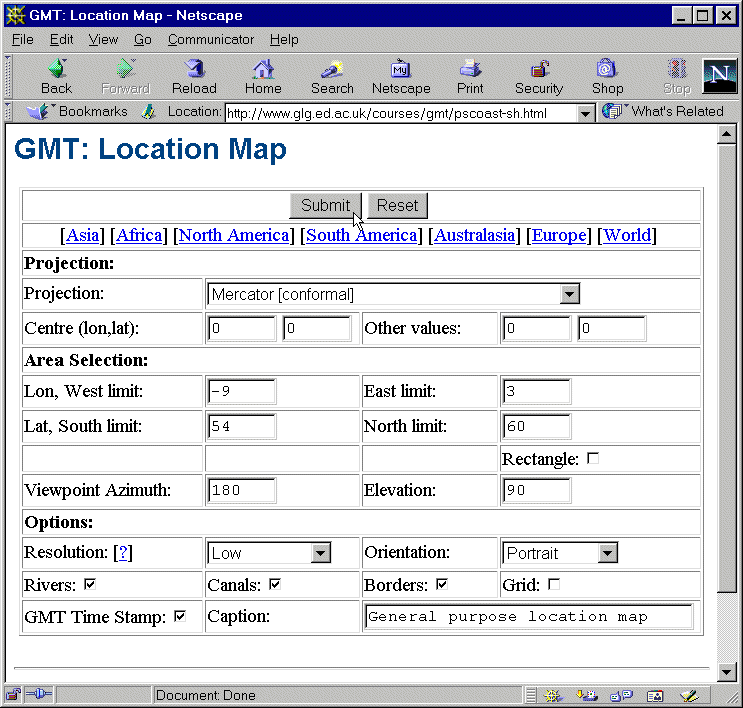 GMT: Location Map - Netscape
File Edit View Go Communicator Help
Back Forward Reload Home Search Netscape Print Security Shop Stop N
Bookmarks Location: http://www.glg.ed.ac.uk/courses/gmt/pscoast-sh.html What's Related
GMT: Location Map
Submit Reset
[Asia] [Africa] [North America] [South America] [Australasia] [Europe] [World]
Projection:
Projection: Mercator [conformal]
Centre (lon,lat): 0 0 Other values: 0 0
Area Selection:
Lon, West limit: -9 East limit: 3
Lat, South limit: 54 North limit: 60
Rectangle:
Viewpoint Azimuth: 180 Elevation: 90
Options:
Resolution: [?] Low Orientation: Portrait
Rivers: Canals: Borders: Grid:
GMT Time Stamp: Caption: General purpose location map
Document: Done